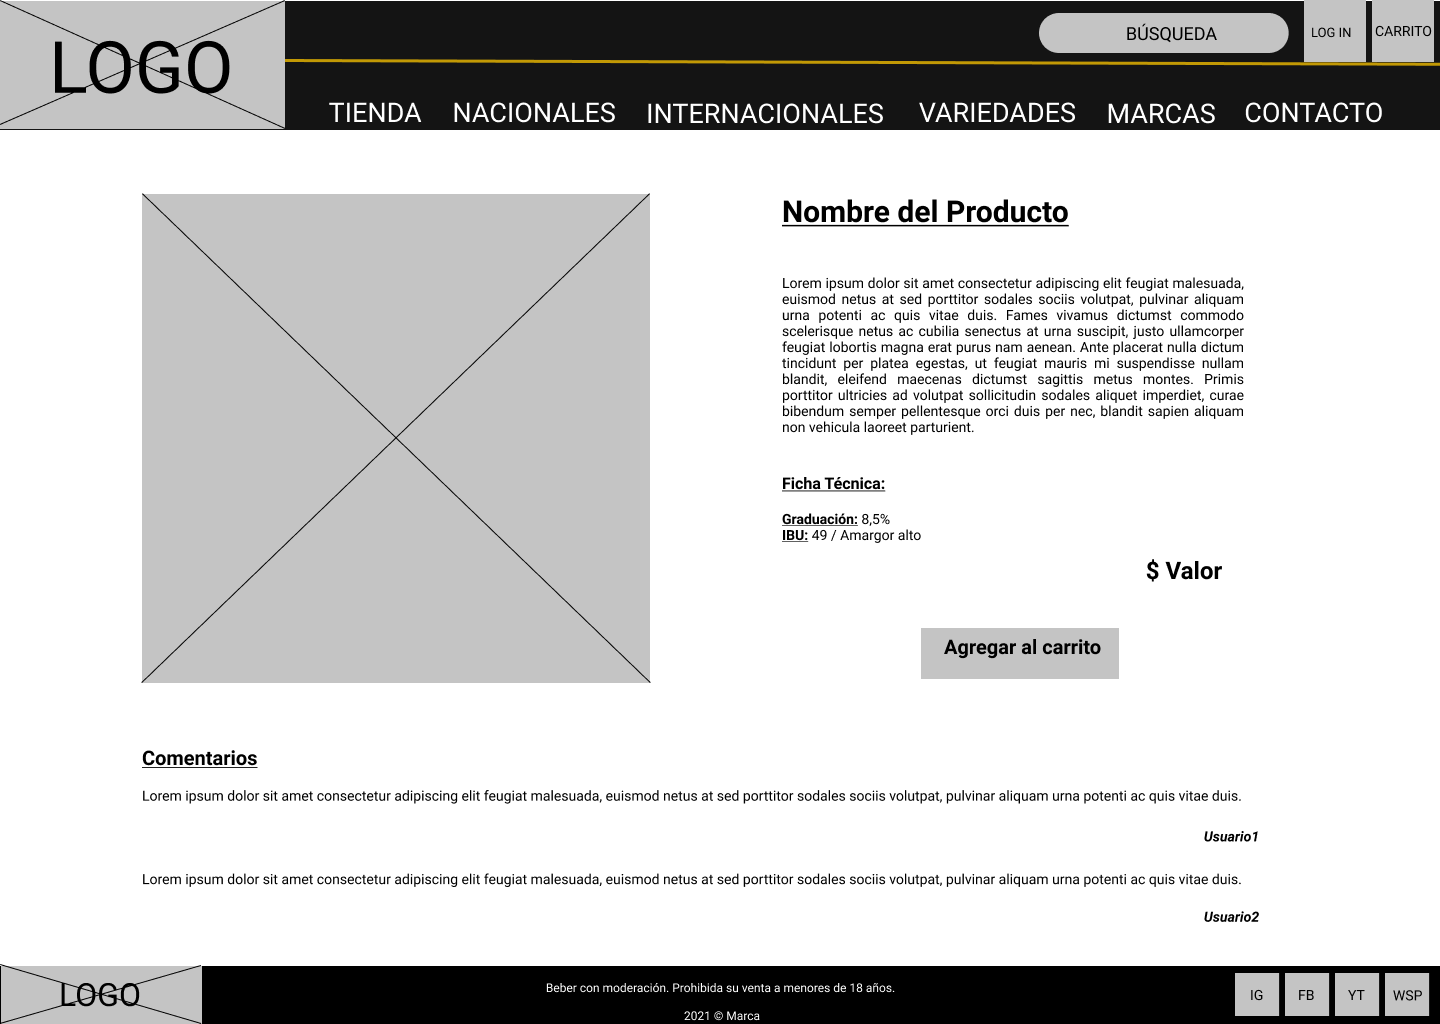 LOGO
BÚSQUEDA
LOG IN
CARRITO
TIENDA NACIONALES INTERNACIONALES VARIEDADES MARCAS CONTACTO
Nombre del Producto
Lorem ipsum dolor sit amet consectetur adipiscing elit feugiat malesuada,
euismod netus at sed porttitor sodales sociis volutpat, pulvinar aliquam
urna potenti ac quis vitae duis. Fames vivamus dictumst commodo
scelerisque netus ac cubilia senectus at urna suscipit, justo ullamcorper
feugiat lobortis magna erat purus nam aenean. Ante placerat nulla dictum
tincidunt per platea egestas, ut feugiat mauris mi suspendisse nullam
blandit, eleifend maecenas dictumst sagittis metus montes. Primis
porttitor ultricies ad volutpat sollicitudin sodales aliquet imperdiet, curae
bibendum semper pellentesque orci duis per nec, blandit sapien aliquam
non vehicula laoreet parturient.
Ficha Técnica:
Graduación: 8,5%
IBU: 49 / Amargor alto
$ Valor
Agregar al carrito
Comentarios
Lorem ipsum dolor sit amet consectetur adipiscing elit feugiat malesuada, euismod netus at sed porttitor sodales sociis volutpat, pulvinar aliquam urna potenti ac quis vitae duis.
Usuario1
Lorem ipsum dolor sit amet consectetur adipiscing elit feugiat malesuada, euismod netus at sed porttitor sodales sociis volutpat, pulvinar aliquam urna potenti ac quis vitae duis.
Usuario2
LOGO
Beber con moderación. Prohibida su venta a menores de 18 años.
2021 © Marca
IG FB YT WSP